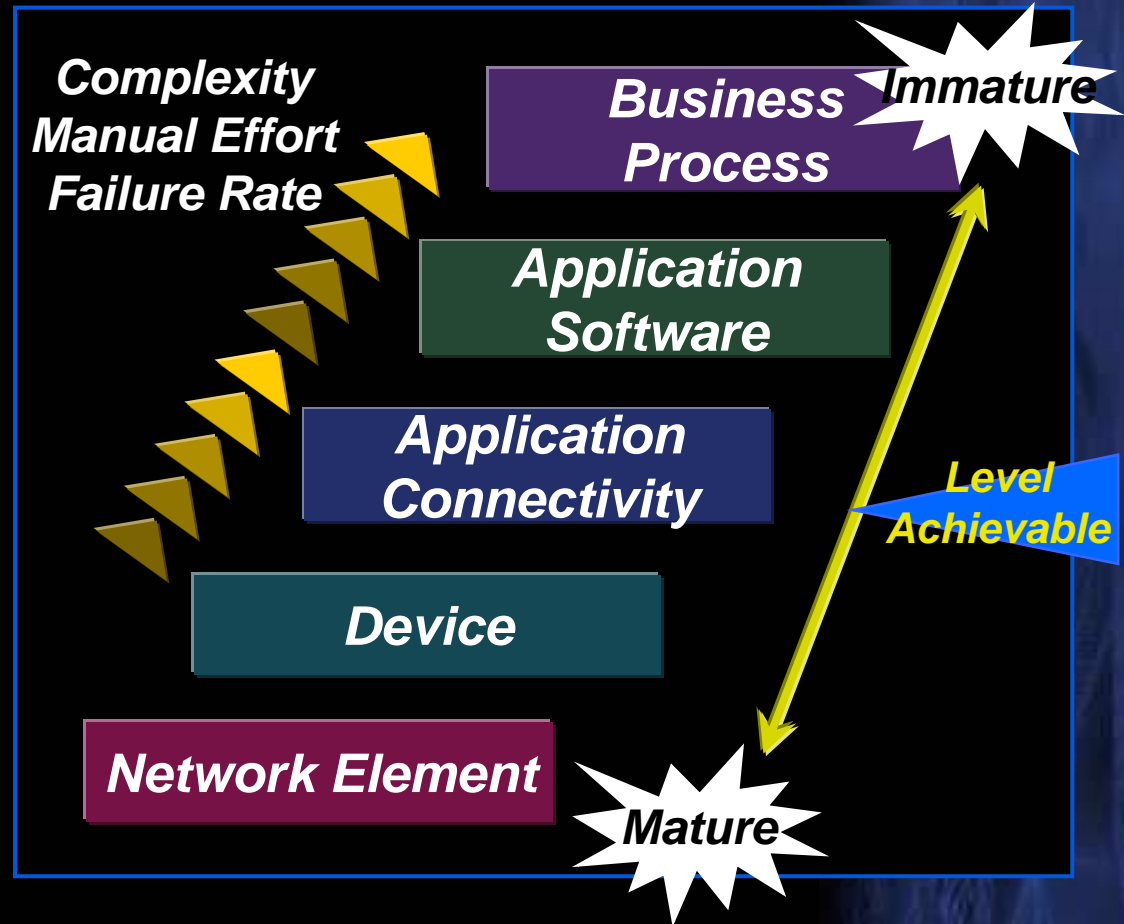 Complexity
Manual Effort
Failure Rate
Business
Process
Immature
Application
Software
Application
Connectivity
Level
Achievable
Device
Network Element
Mature